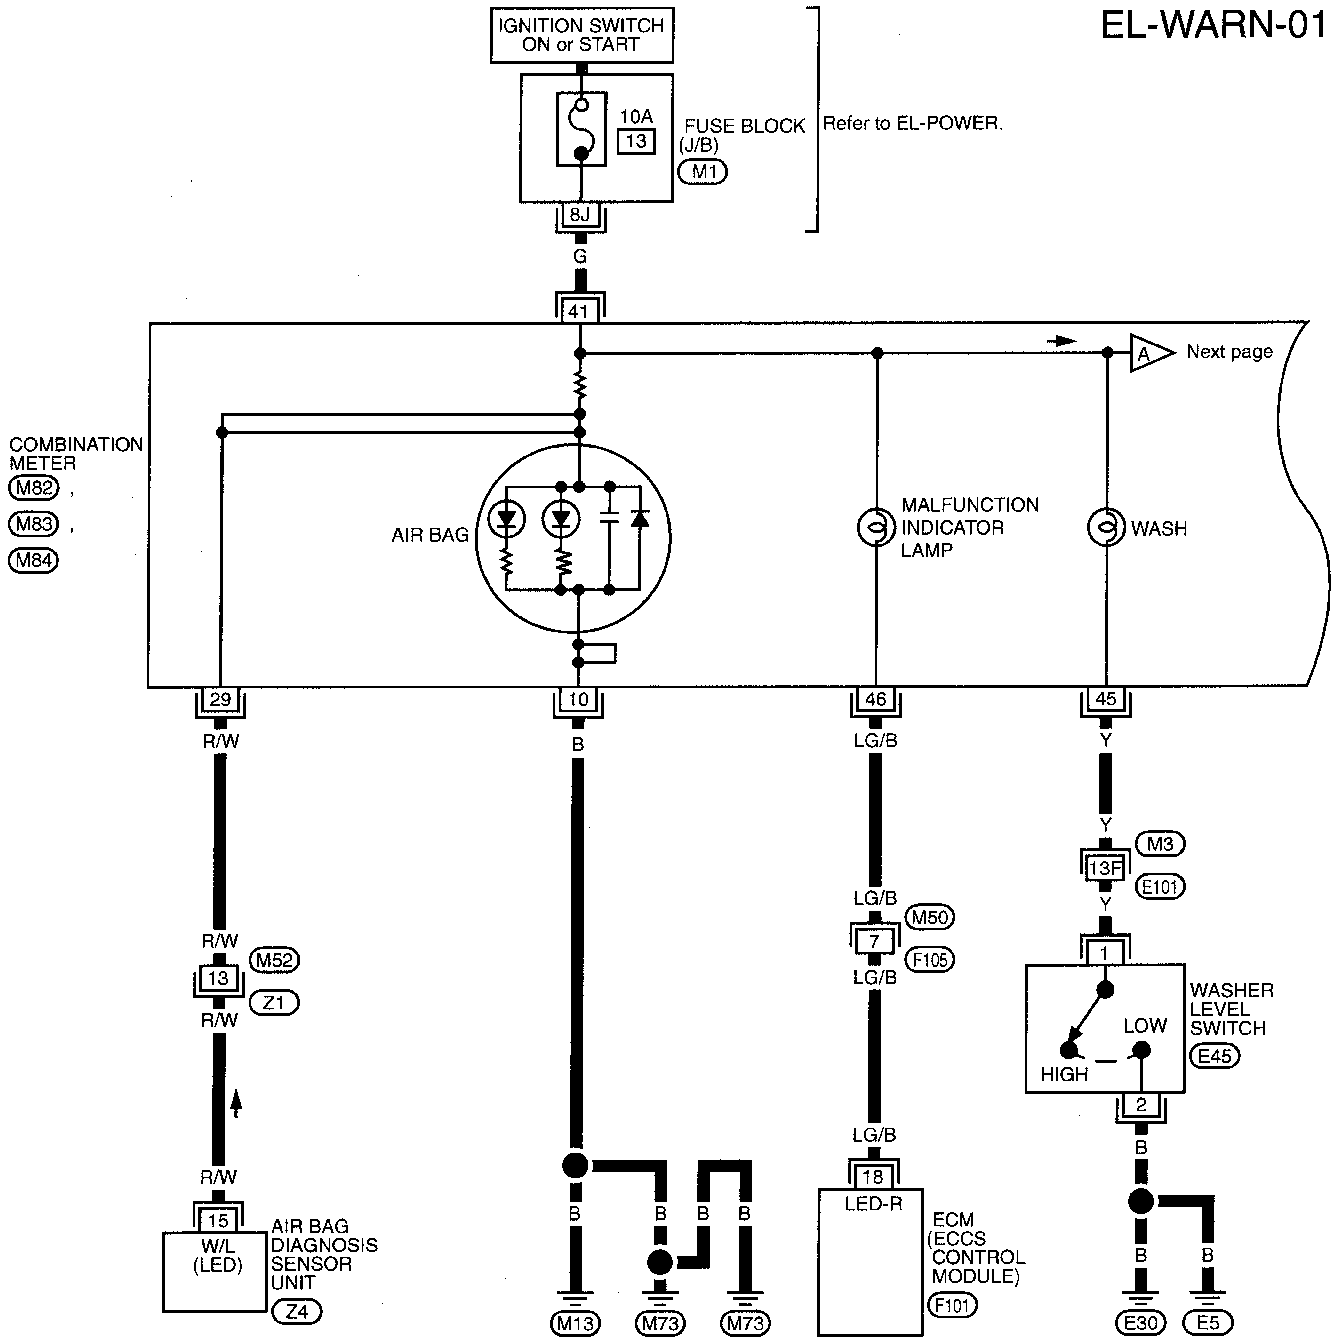 EL-WARN-01
IGNITION SWITCH
ON or START
10A
13
FUSE BLOCK
(J/B)
M1
Refer to EL-POWER.
8J
G
41
A
Next page
COMBINATION
METER
M82 ,
M83 ,
M84
AIR BAG
MALFUNCTION
INDICATOR
LAMP
WASH
29
10
46
45
R/W
B
LG/B
Y
Y
M3
13F
E101
Y
LG/B
M50
7
F105
LG/B
R/W
M52
13
Z1
R/W
1
WASHER
LEVEL
SWITCH
E45
LOW
HIGH
2
B
LG/B
18
LED-R
ECM
(ECCS
CONTROL
MODULE)
F101
R/W
15
W/L
(LED)
AIR BAG
DIAGNOSIS
SENSOR
UNIT
Z4
B
B
B
B
B
B
M13
M73
M73
E30
E5